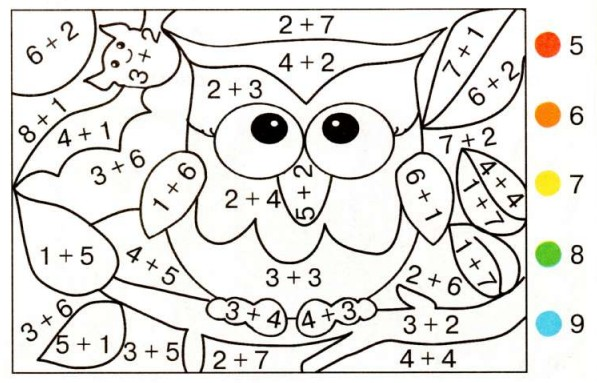 2 + 7
6 + 2
3 + 2
4 + 2
7 + 1
6 + 2
2 + 3
8 + 1
4 + 1
7 + 2
3 + 6
1 + 6
2 + 4
5 + 2
6 + 1
4 + 4
1 + 7
1 + 5
4 + 5
3 + 3
2 + 6
1 + 7
3 + 6
3 + 4
4 + 3
3 + 2
5 + 1
3 + 5
2 + 7
4 + 4
5
6
7
8
9